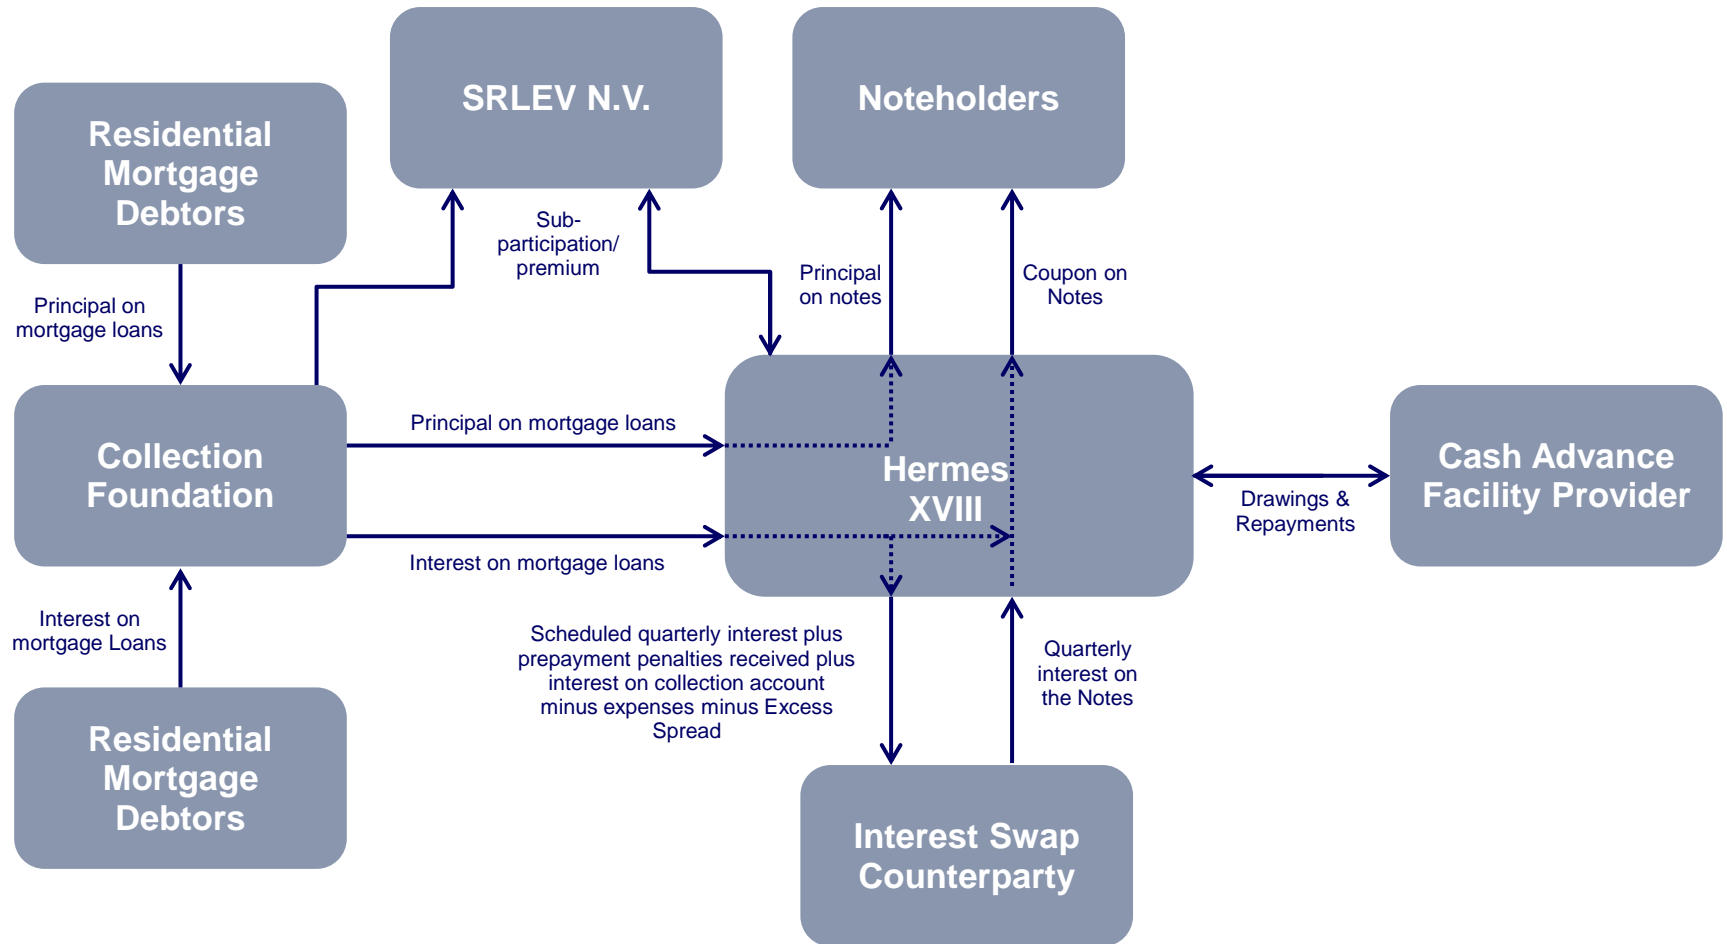 SRLEV N.V.
Noteholders
Residential
Mortgage
Debtors
Sub-
participation/
premium
Principal
on notes
Coupon on
Notes
Principal on
mortgage loans
Collection
Foundation
Principal on mortgage loans
Interest on mortgage loans
Hermes
XVIII
Drawings &
Repayments
Cash Advance
Facility Provider
Interest on
mortgage Loans
Scheduled quarterly interest plus
prepayment penalties received plus
interest on collection account
minus expenses minus Excess
Spread
Quarterly
interest on
the Notes
Residential
Mortgage
Debtors
Interest Swap
Counterparty